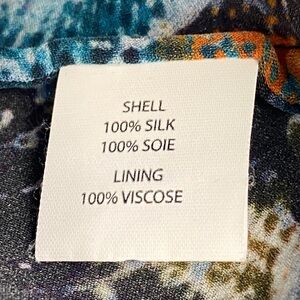 SHELL
100% SILK
100% SOIE
LINING
100% VISCOSE